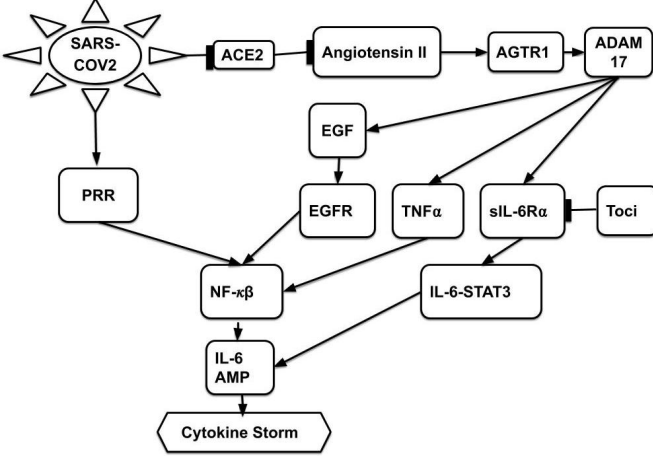 SARS-
COV2
ACE2
Angiotensin II
AGTR1
ADAM
17
EGF
PRR
EGFR
TNFα
sIL-6Rα
Toci
NF-κβ
IL-6-STAT3
IL-6
AMP
Cytokine Storm